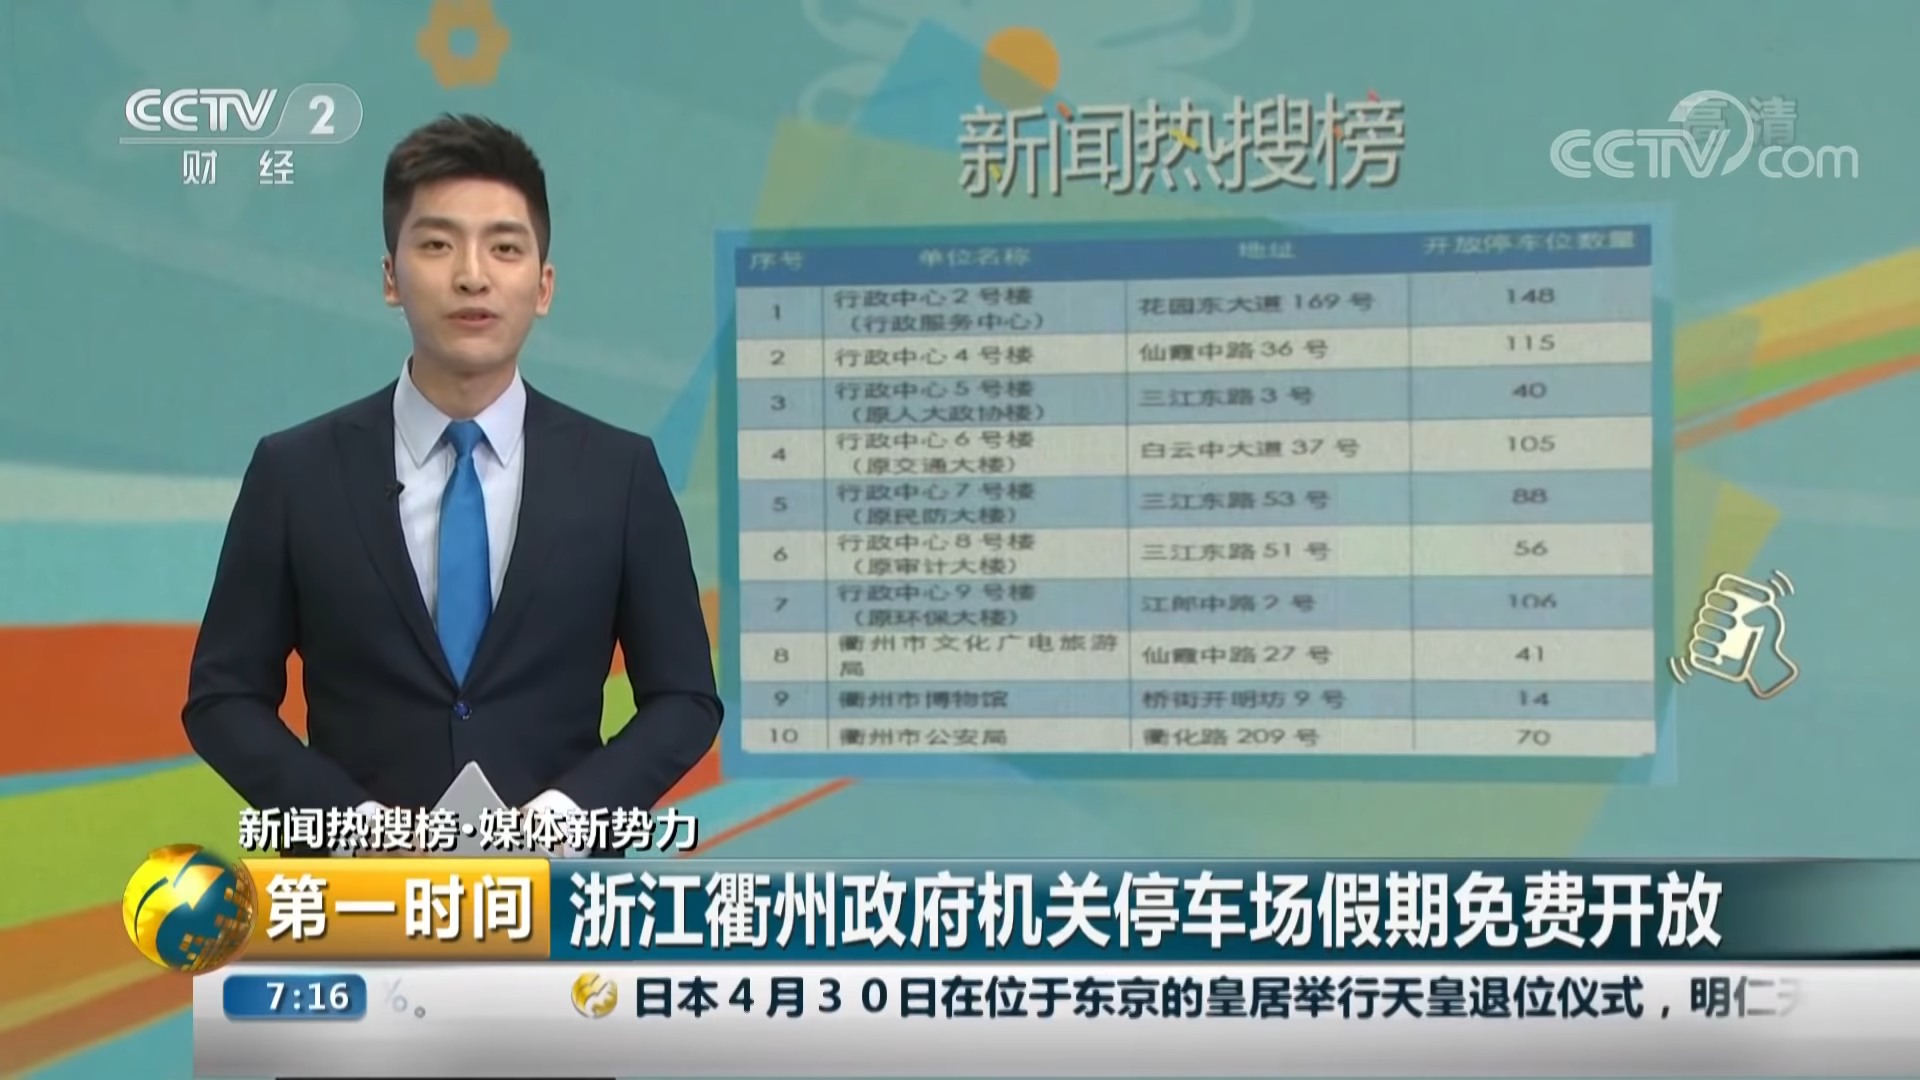 CCTV 2
财 经
高清
CCTV.com
新闻热搜榜
序号 单位名称 地址 开放停车位数量
1 行政中心2号楼 花园东大道169号 148
（行政服务中心）
2 行政中心4号楼 仙霞中路36号 115
3 行政中心5号楼 三江东路3号 40
（原人大政协楼）
4 行政中心6号楼 白云中大道37号 105
（原交通大楼）
5 行政中心7号楼 三江东路53号 88
（原民防大楼）
6 行政中心8号楼 三江东路51号 56
（原审计大楼）
7 行政中心9号楼 江郎中路2号 106
（原环保大楼）
8 衢州市文化广电旅游 仙霞中路27号 41
局
9 衢州市博物馆 桥街开明坊9号 14
10 衢州市公安局 衢化路209号 70
新闻热搜榜·媒体新势力
第一时间 浙江衢州政府机关停车场假期免费开放
7:16 %。 日本4月30日在位于东京的皇居举行天皇退位仪式，明仁天